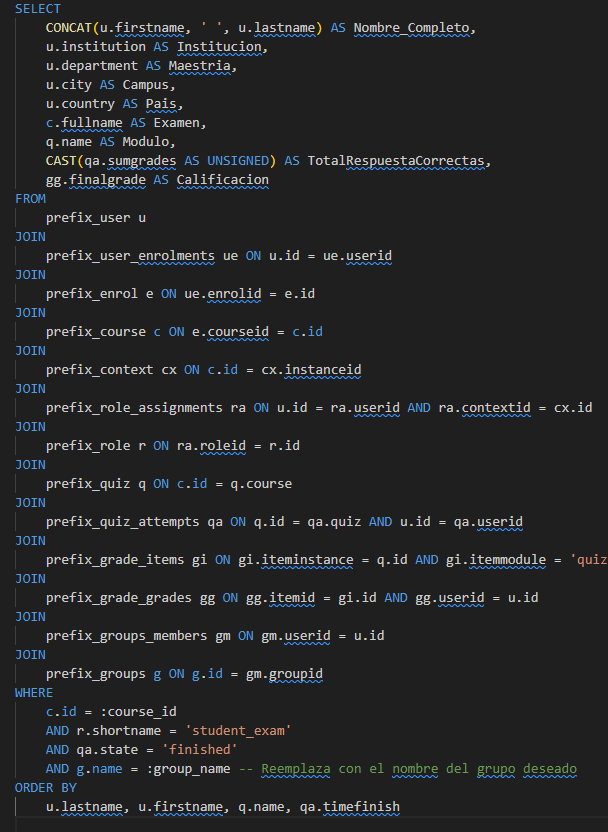 SELECT
CONCAT(u.firstname, ' ', u.lastname) AS Nombre_Completo,
u.institution AS Institucion,
u.department AS Maestria,
u.city AS Campus,
u.country AS Pais,
c.fullname AS Examen,
q.name AS Modulo,
CAST(qa.sumgrades AS UNSIGNED) AS TotalRespuestaCorrectas,
gg.finalgrade AS Calificacion
FROM
prefix_user u
JOIN
prefix_user_enrolments ue ON u.id = ue.userid
JOIN
prefix_enrol e ON ue.enrolid = e.id
JOIN
prefix_course c ON e.courseid = c.id
JOIN
prefix_context cx ON c.id = cx.instanceid
JOIN
prefix_role_assignments ra ON u.id = ra.userid AND ra.contextid = cx.id
JOIN
prefix_role r ON ra.roleid = r.id
JOIN
prefix_quiz q ON c.id = q.course
JOIN
prefix_quiz_attempts qa ON q.id = qa.quiz AND u.id = qa.userid
JOIN
prefix_grade_items gi ON gi.iteminstance = q.id AND gi.itemmodule = 'quiz
JOIN
prefix_grade_grades gg ON gg.itemid = gi.id AND gg.userid = u.id
JOIN
prefix_groups_members gm ON gm.userid = u.id
JOIN
prefix_groups g ON g.id = gm.groupid
WHERE
c.id = :course_id
AND r.shortname = 'student_exam'
AND qa.state = 'finished'
AND g.name = :group_name -- Reemplaza con el nombre del grupo deseado
ORDER BY
u.lastname, u.firstname, q.name, qa.timefinish